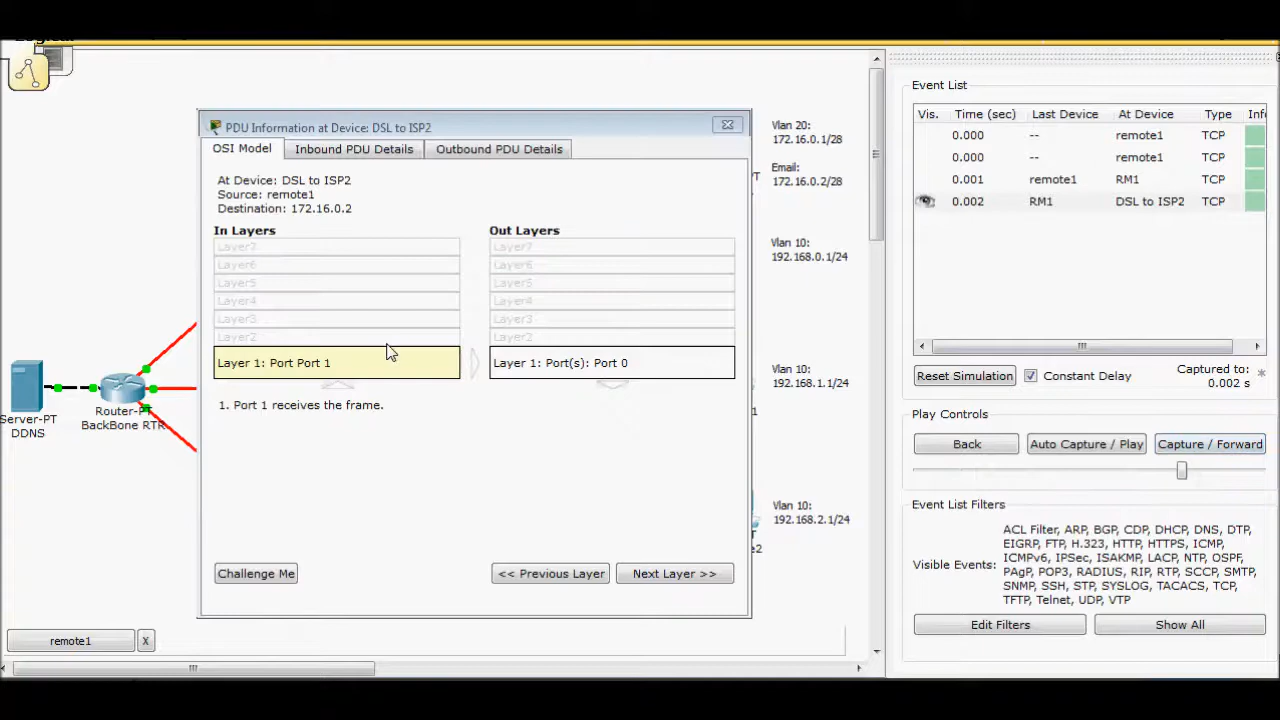 PDU Information at Device: DSL to ISP2
OSI Model
Inbound PDU Details
Outbound PDU Details
At Device: DSL to ISP2
Source: remote1
Destination: 172.16.0.2
In Layers
Out Layers
Layer7
Layer7
Layer6
Layer6
Layer5
Layer5
Layer4
Layer4
Layer3
Layer3
Layer2
Layer2
Layer 1: Port Port 1
Layer 1: Port(s): Port 0
1. Port 1 receives the frame.
Challenge Me
<< Previous Layer
Next Layer >>
Server-PT
DDNS
Router-PT
BackBone RTR
Vlan 20:
172.16.0.1/28
Email:
172.16.0.2/28
Vlan 10:
192.168.0.1/24
Vlan 10:
192.168.1.1/24
Vlan 10:
192.168.2.1/24
remote1
X
Event List
Vis. Time (sec) Last Device At Device Type Info
0.000 -- remote1 TCP
0.000 -- remote1 TCP
0.001 remote1 RM1 TCP
0.002 RM1 DSL to ISP2 TCP
Reset Simulation
Constant Delay
Captured to: *
0.002 s
Play Controls
Back
Auto Capture / Play
Capture / Forward
Event List Filters
Visible Events:
ACL Filter, ARP, BGP, CDP, DHCP, DNS, DTP,
EIGRP, FTP, H.323, HTTP, HTTPS, ICMP,
ICMPv6, IPSec, ISAKMP, LACP, NTP, OSPF,
PAgP, POP3, RADIUS, RIP, RTP, SCCP, SMTP,
SNMP, SSH, STP, SYSLOG, TACACS, TCP,
TFTP, Telnet, UDP, VTP
Edit Filters
Show All